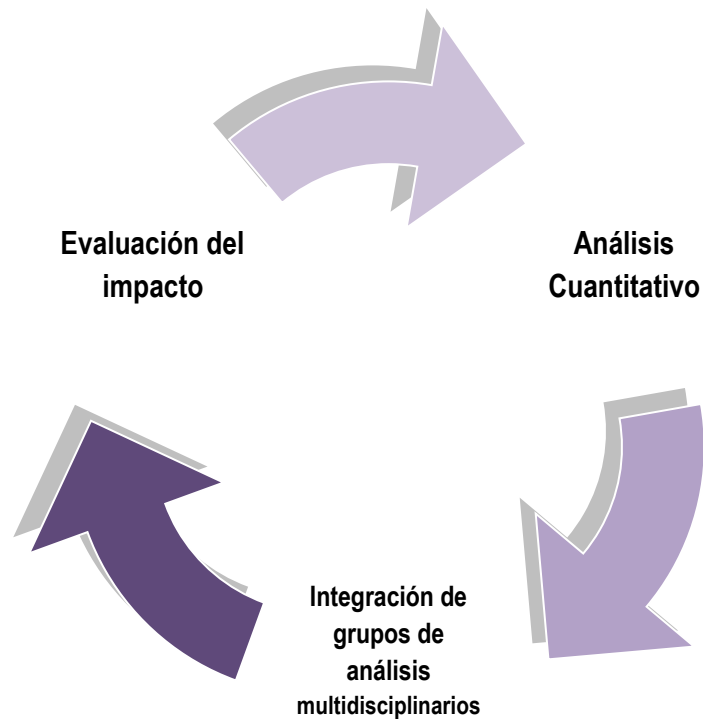 Evaluación del
impacto
Análisis
Cuantitativo
Integración de
grupos de
análisis
multidisciplinarios